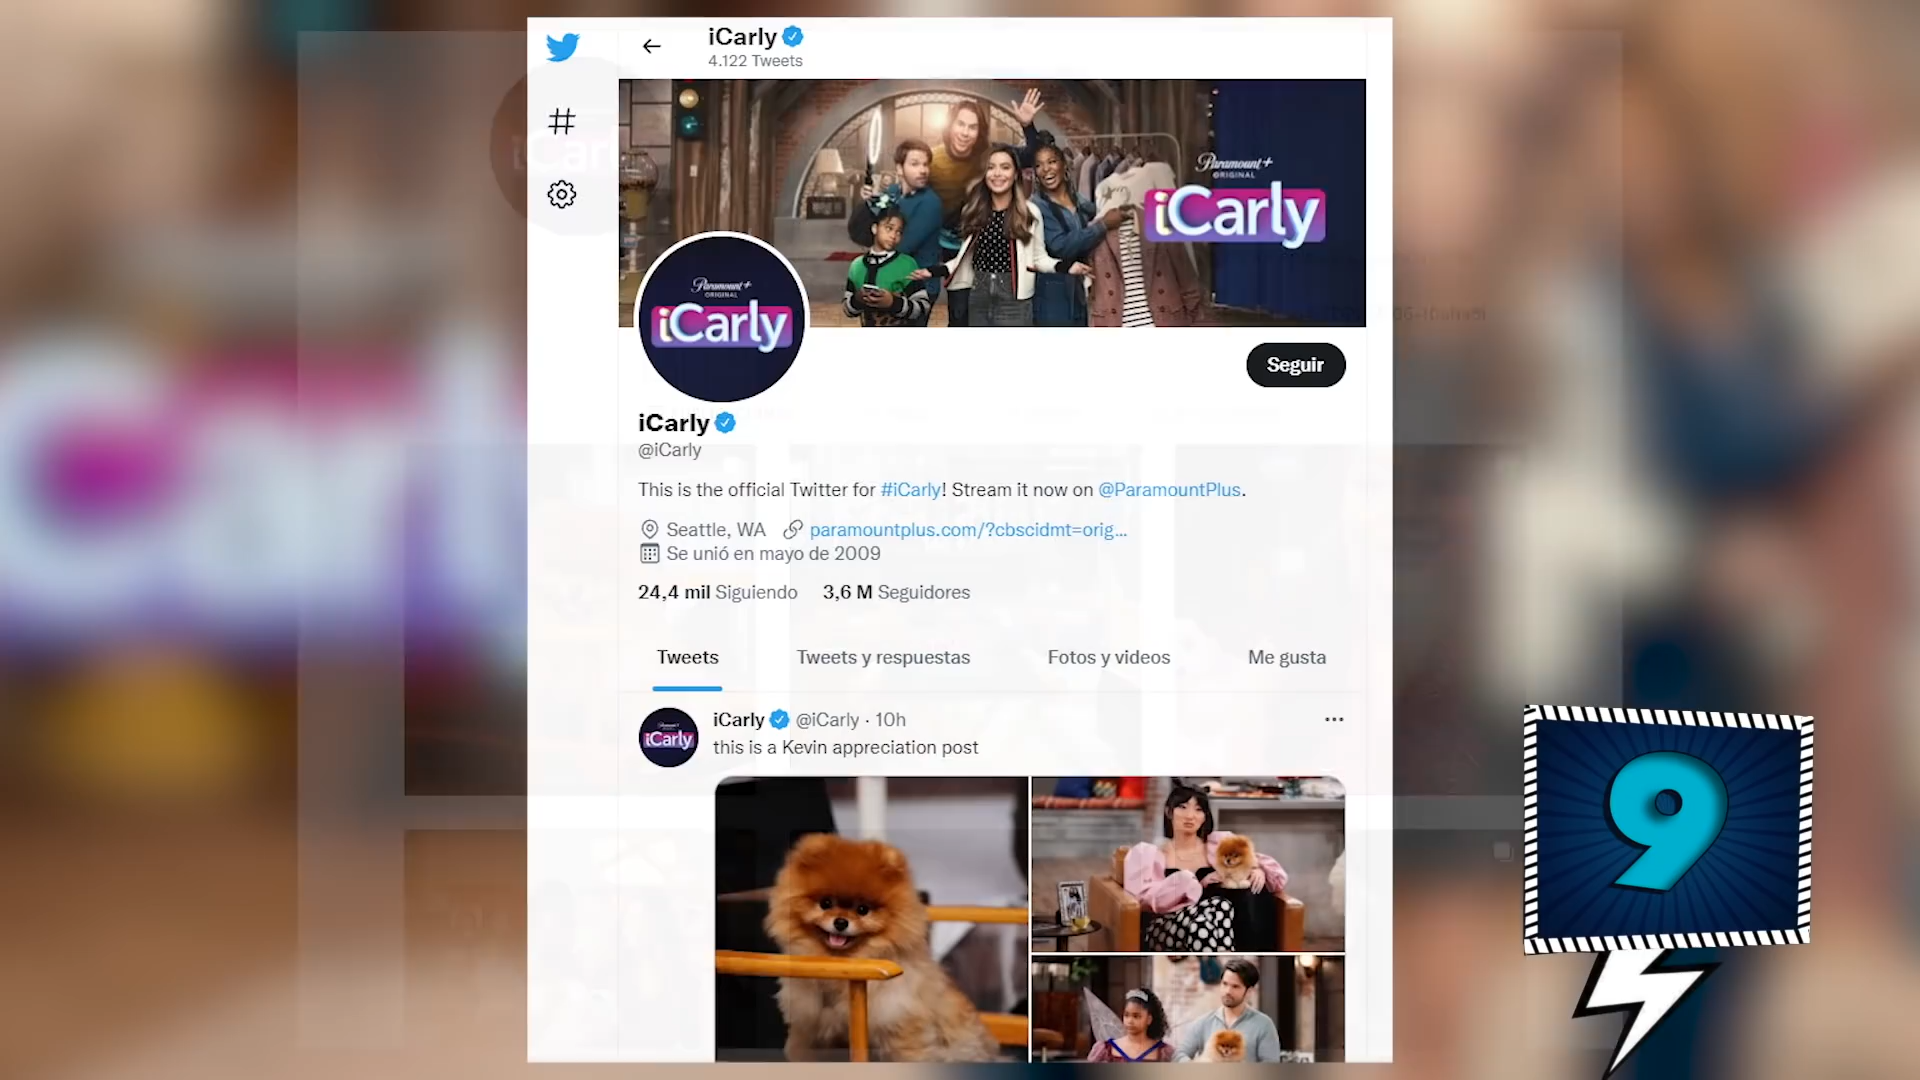 iCarly
4.122 Tweets
Paramount+
ORIGINAL
iCarly
Paramount+
ORIGINAL
iCarly
Seguir
iCarly
@iCarly
This is the official Twitter for #iCarly! Stream it now on @ParamountPlus.
Seattle, WA paramountplus.com/?cbscidmt=orig...
Se unió en mayo de 2009
24,4 mil Siguiendo 3,6 M Seguidores
Tweets Tweets y respuestas Fotos y videos Me gusta
iCarly @iCarly · 10h
this is a Kevin appreciation post
iCarly
9